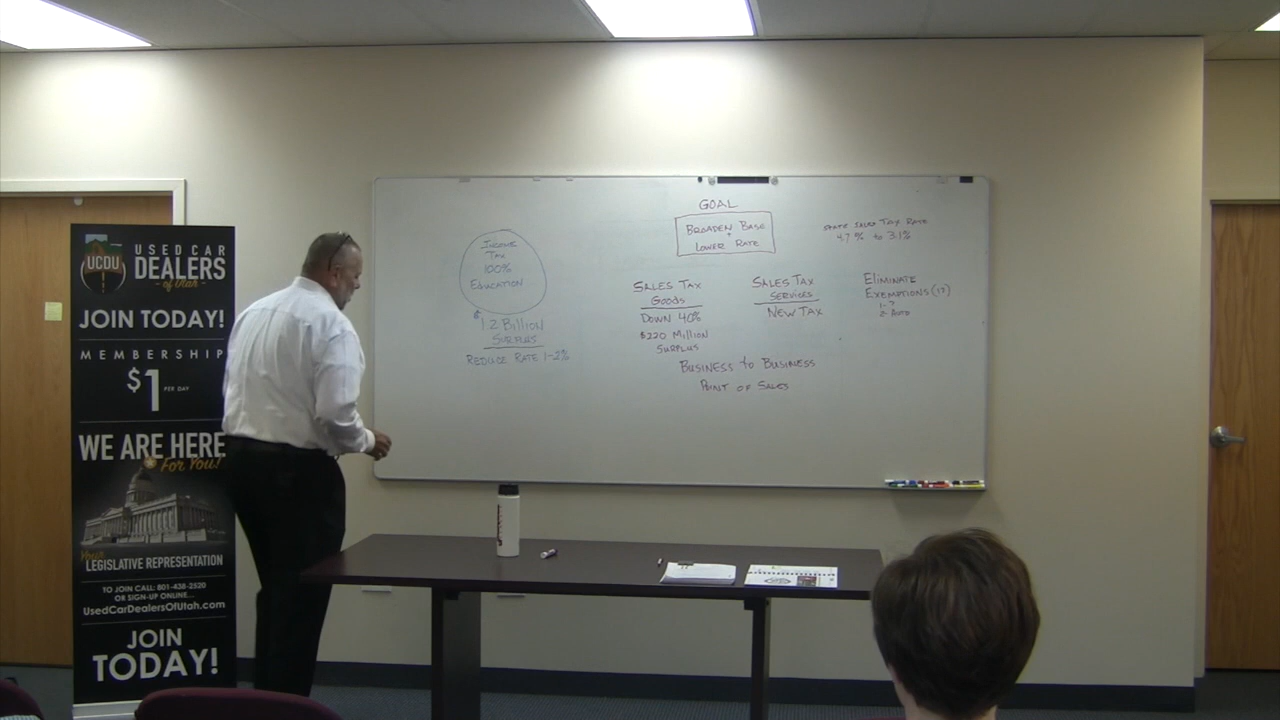 UCDU
USED CAR
DEALERS
- of Utah -
JOIN TODAY!
MEMBERSHIP
$1 PER DAY
WE ARE HERE
For You!
Your
LEGISLATIVE REPRESENTATION
TO JOIN CALL: 801-438-2520
OR SIGN-UP ONLINE...
UsedCarDealersOfUtah.com
JOIN
TODAY!
INCOME
TAX
100%
EDUCATION
$1.2 BILLION
SURPLUS
REDUCE RATE 1-2%
GOAL
BROADEN BASE
+
LOWER RATE
STATE SALES TAX RATE
4.7% to 3.1%
SALES TAX
GOODS
DOWN 40%
$220 MILLION
SURPLUS
SALES TAX
SERVICES
NEW TAX
ELIMINATE
EXEMPTIONS (17)
1- ?
2- AUTO
BUSINESS to BUSINESS
POINT OF SALES